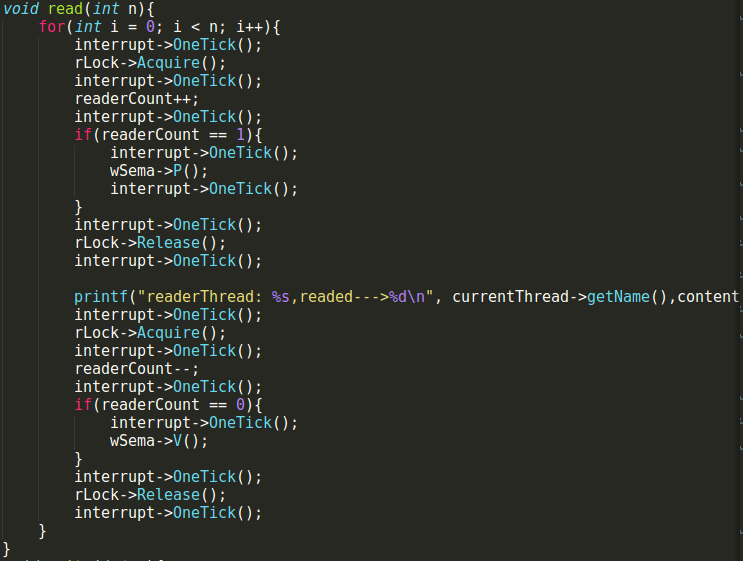 void read(int n){
    for(int i = 0; i < n; i++){
        interrupt->OneTick();
        rLock->Acquire();
        interrupt->OneTick();
        readerCount++;
        interrupt->OneTick();
        if(readerCount == 1){
            interrupt->OneTick();
            wSema->P();
            interrupt->OneTick();
        }
        interrupt->OneTick();
        rLock->Release();
        interrupt->OneTick();

        printf("readerThread: %s,readed--->%d\n", currentThread->getName(),content
        interrupt->OneTick();
        rLock->Acquire();
        interrupt->OneTick();
        readerCount--;
        interrupt->OneTick();
        if(readerCount == 0){
            interrupt->OneTick();
            wSema->V();
        }
        interrupt->OneTick();
        rLock->Release();
        interrupt->OneTick();
    }
}